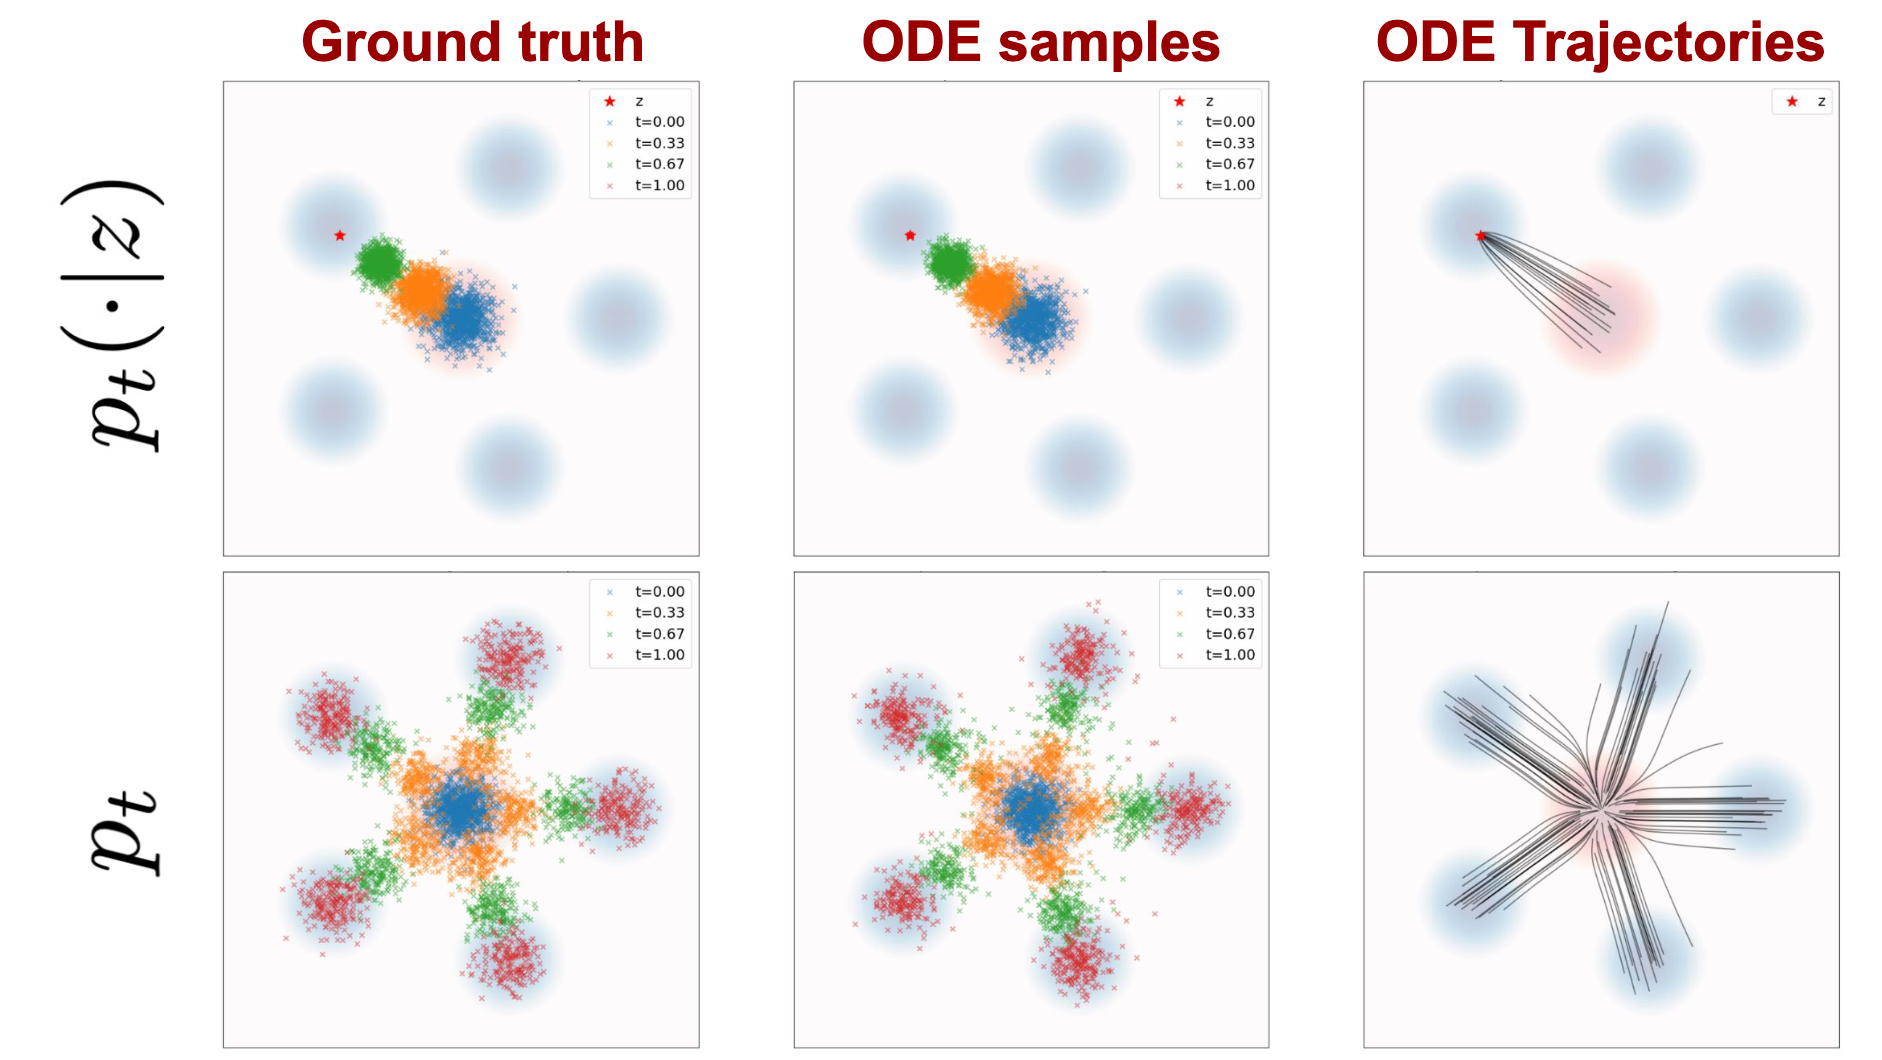 Ground truth
ODE samples
ODE Trajectories
p_t(·|z)
z
t=0.00
t=0.33
t=0.67
t=1.00
z
t=0.00
t=0.33
t=0.67
t=1.00
z
p_t
t=0.00
t=0.33
t=0.67
t=1.00
t=0.00
t=0.33
t=0.67
t=1.00